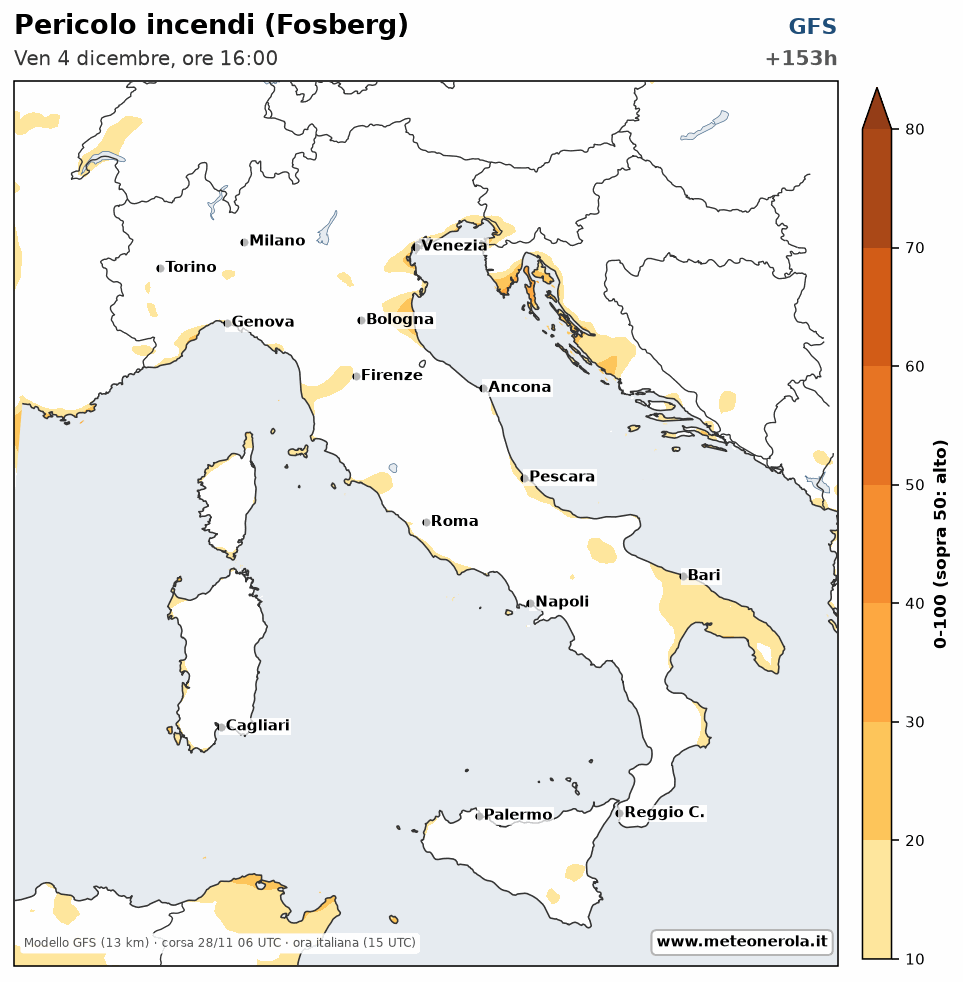 Pericolo incendi (Fosberg)
GFS
Ven 4 dicembre, ore 16:00
+153h
80
70
60
50
40
30
20
10
0-100 (sopra 50: alto)
Milano
Venezia
Torino
Genova
Bologna
Firenze
Ancona
Pescara
Roma
Bari
Napoli
Cagliari
Palermo
Reggio C.
Modello GFS (13 km) · corsa 28/11 06 UTC · ora italiana (15 UTC)
www.meteonerola.it